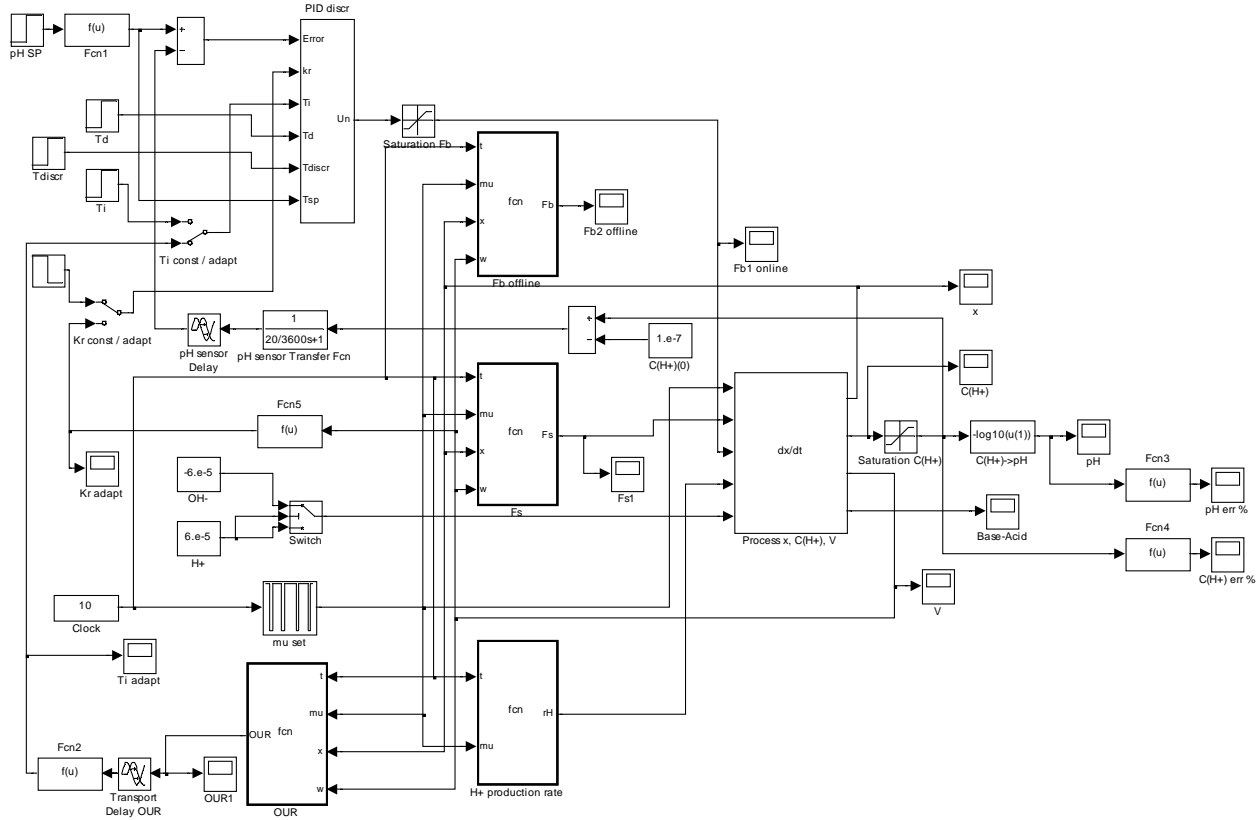 PID discr
pH SP
f(u)
Fcn1
+
−
Error
kr
Ti
Td
Tdiscr
Tsp
Un
Td
Tdiscr
Ti
Ti const / adapt
Kr const / adapt
Saturation Fb
t
mu
x
w
fcn
Fb
Fb offline
Fb2 offline
Fb1 online
x
pH sensor
Delay
1
20/3600s+1
pH sensor Transfer Fcn
+
−
1.e-7
C(H+)(0)
C(H+)
Fcn5
f(u)
Kr adapt
t
mu
x
w
fcn
Fs
Fs
Fs1
-6.e-5
OH-
6.e-5
H+
Switch
dx/dt
Process x, C(H+), V
Saturation C(H+)
-log10(u(1))
C(H+)->pH
pH
Fcn3
f(u)
pH err %
Base-Acid
Fcn4
f(u)
C(H+) err %
V
10
Clock
mu set
Ti adapt
Fcn2
f(u)
Transport
Delay OUR
OUR1
OUR
fcn
t
mu
x
w
OUR
t
mu
fcn
rH
H+ production rate